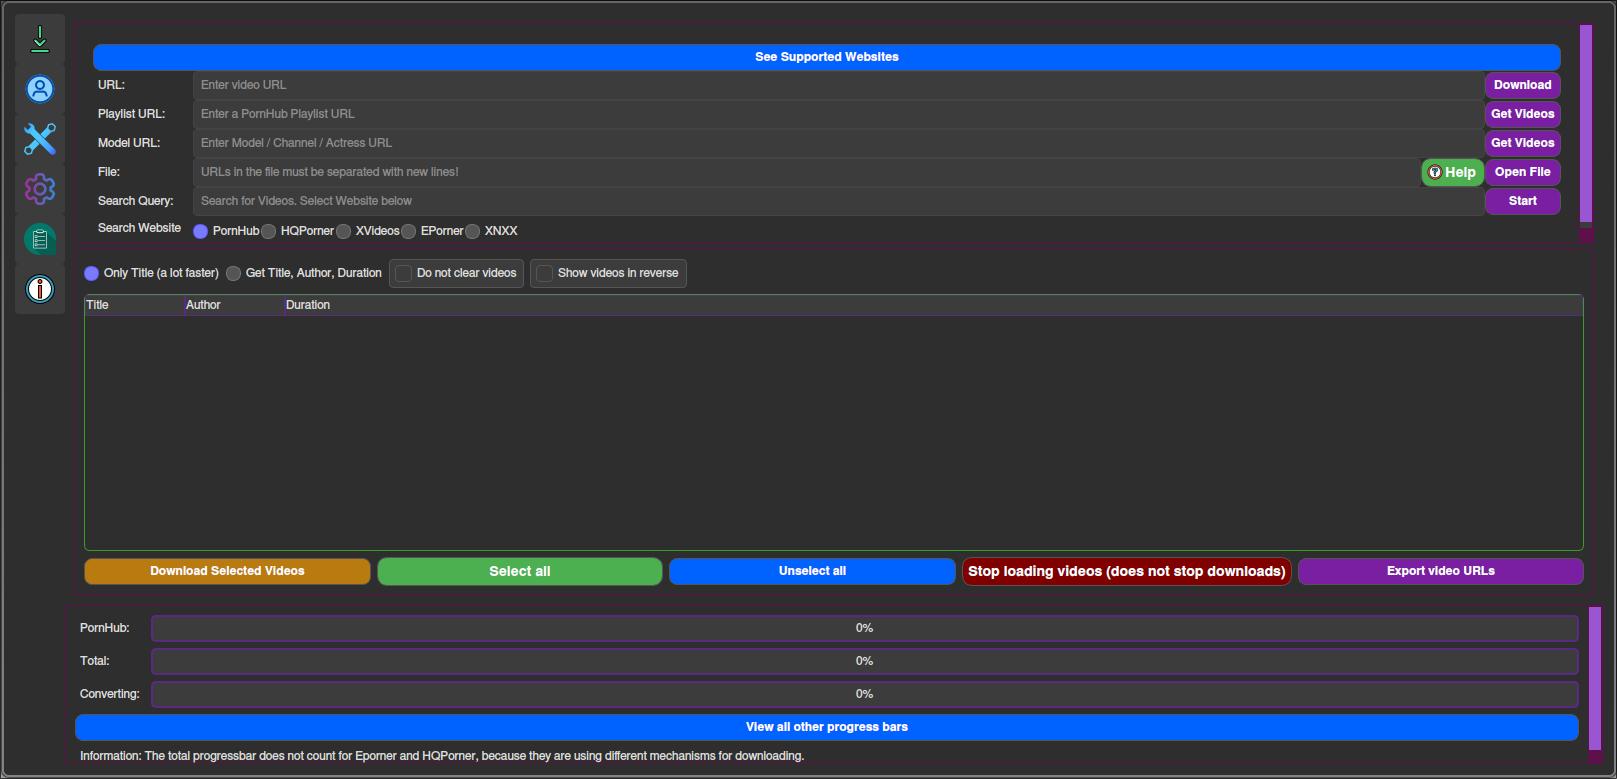 See Supported Websites
URL: Enter video URL Download
Playlist URL: Enter a PornHub Playlist URL Get Videos
Model URL: Enter Model / Channel / Actress URL Get Videos
File: URLs in the file must be separated with new lines! Help Open File
Search Query: Search for Videos. Select Website below Start
Search Website PornHub HQPorner XVideos EPorner XNXX
Only Title (a lot faster) Get Title, Author, Duration Do not clear videos Show videos in reverse
Title Author Duration
Download Selected Videos Select all Unselect all Stop loading videos (does not stop downloads) Export video URLs
PornHub: 0%
Total: 0%
Converting: 0%
View all other progress bars
Information: The total progressbar does not count for Eporner and HQPorner, because they are using different mechanisms for downloading.